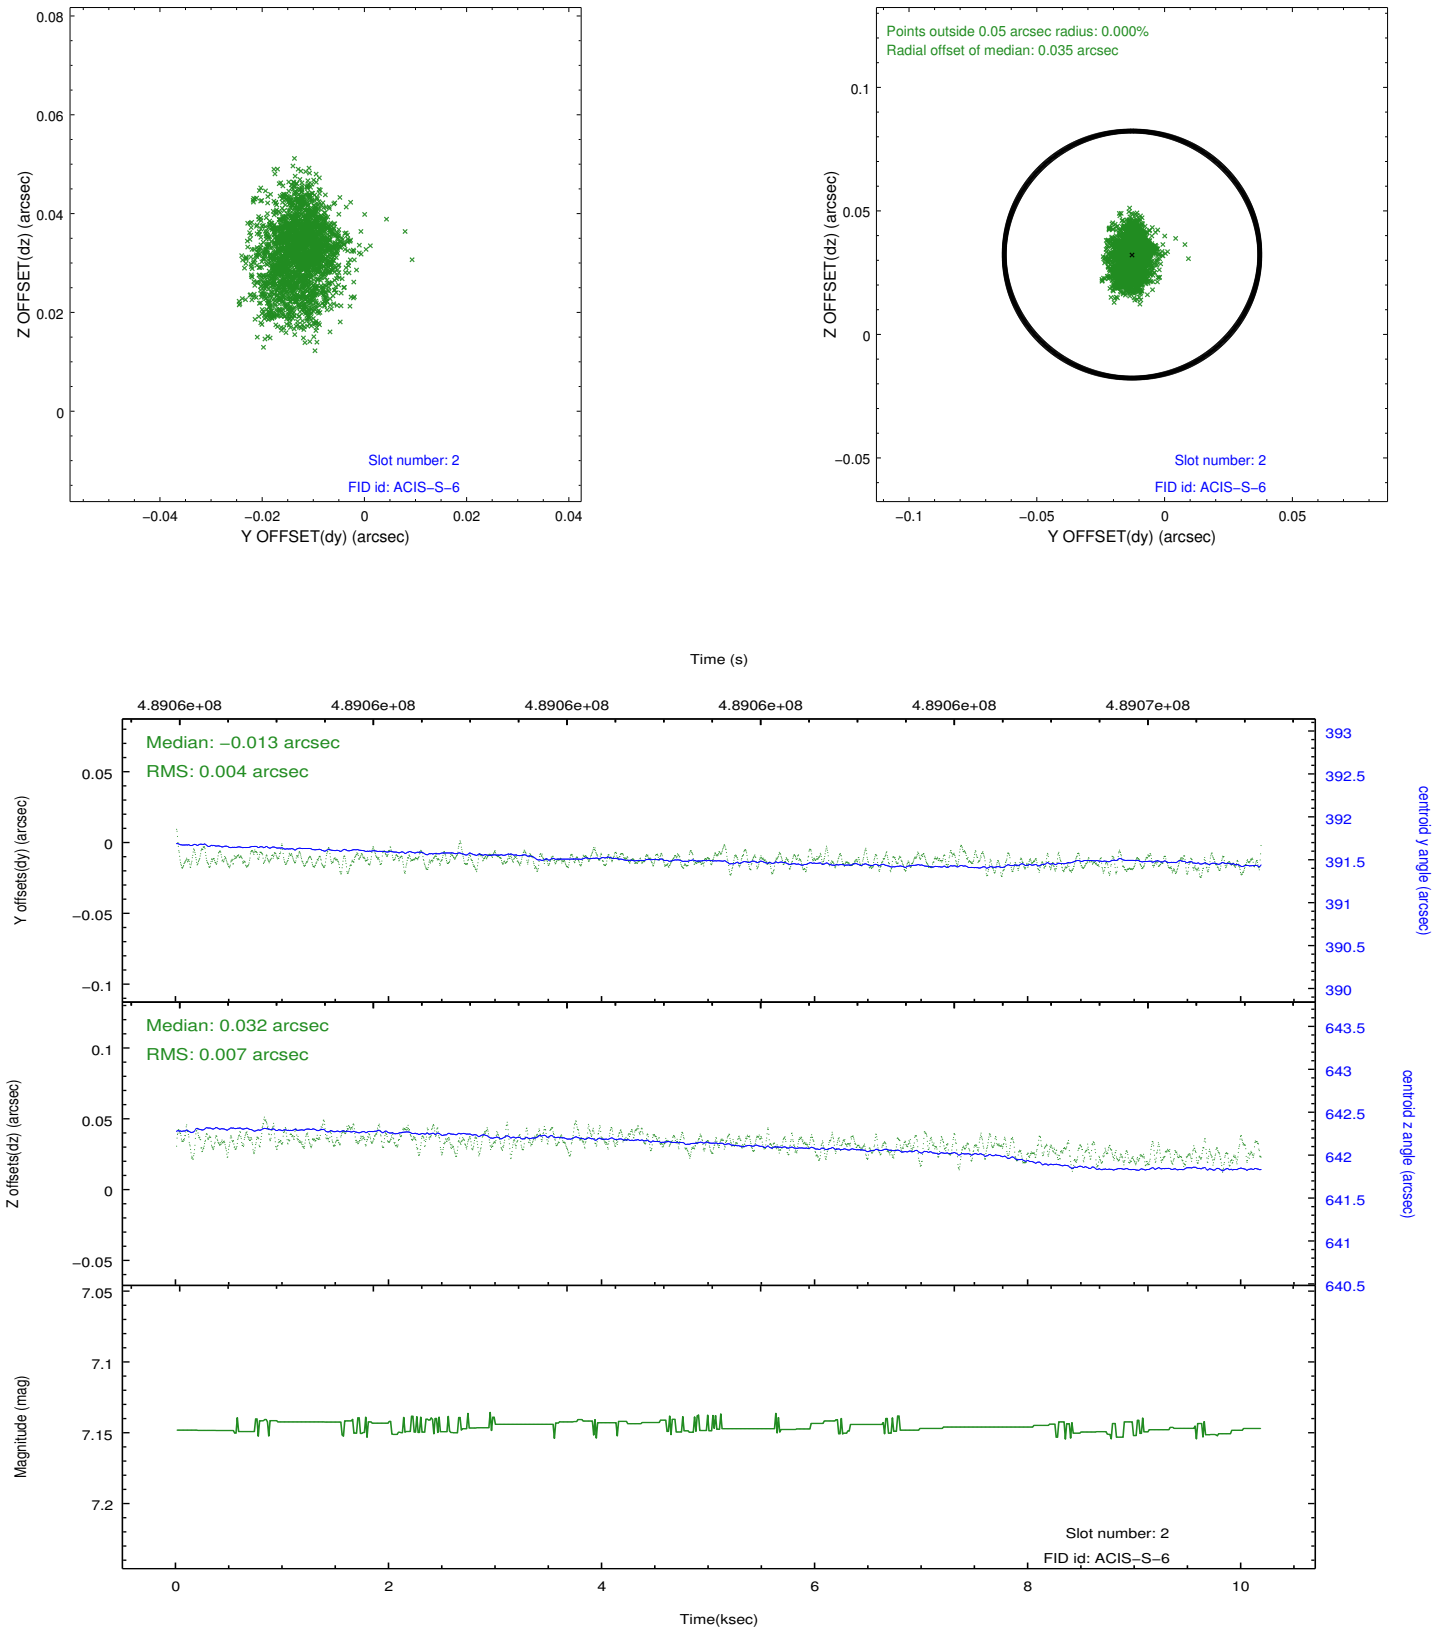 0.08
0.06
0.04
0.02
0
Z OFFSET(dz) (arcsec)
Slot number: 2
FID id: ACIS−S−6
−0.04
−0.02
0
0.02
0.04
Y OFFSET(dy) (arcsec)
Points outside 0.05 arcsec radius: 0.000%
Radial offset of median: 0.035 arcsec
0.1
0.05
0
−0.05
Z OFFSET(dz) (arcsec)
Slot number: 2
FID id: ACIS−S−6
−0.1
−0.05
0
0.05
Y OFFSET(dy) (arcsec)
Time (s)
4.8906e+08
4.8906e+08
4.8906e+08
4.8906e+08
4.8906e+08
4.8907e+08
Median: −0.013 arcsec
RMS: 0.004 arcsec
0.05
0
−0.05
−0.1
Y offsets(dy) (arcsec)
393
392.5
392
391.5
391
390.5
390
centroid y angle (arcsec)
Median: 0.032 arcsec
RMS: 0.007 arcsec
0.1
0.05
0
−0.05
Z offsets(dz) (arcsec)
643.5
643
642.5
642
641.5
641
640.5
centroid z angle (arcsec)
7.05
7.1
7.15
7.2
Magnitude (mag)
Slot number: 2
FID id: ACIS−S−6
0
2
4
6
8
10
Time(ksec)